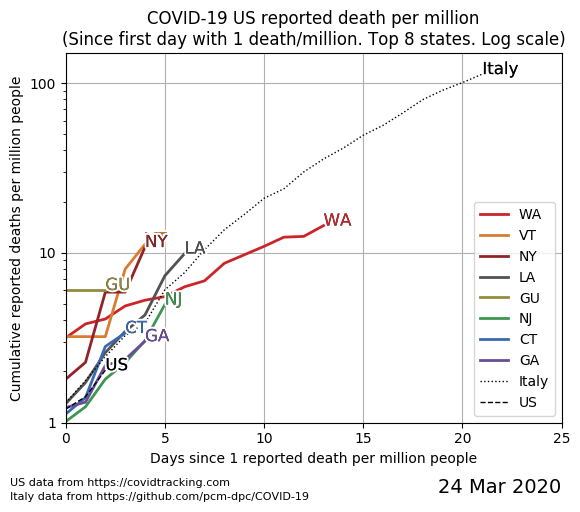 COVID-19 US reported death per million
(Since first day with 1 death/million. Top 8 states. Log scale)
Cumulative reported deaths per million people
100
10
1
Italy
WA
NY
LA
GU
NJ
CT
GA
US
WA
VT
NY
LA
GU
NJ
CT
GA
Italy
US
0
5
10
15
20
25
Days since 1 reported death per million people
US data from https://covidtracking.com
Italy data from https://github.com/pcm-dpc/COVID-19
24 Mar 2020